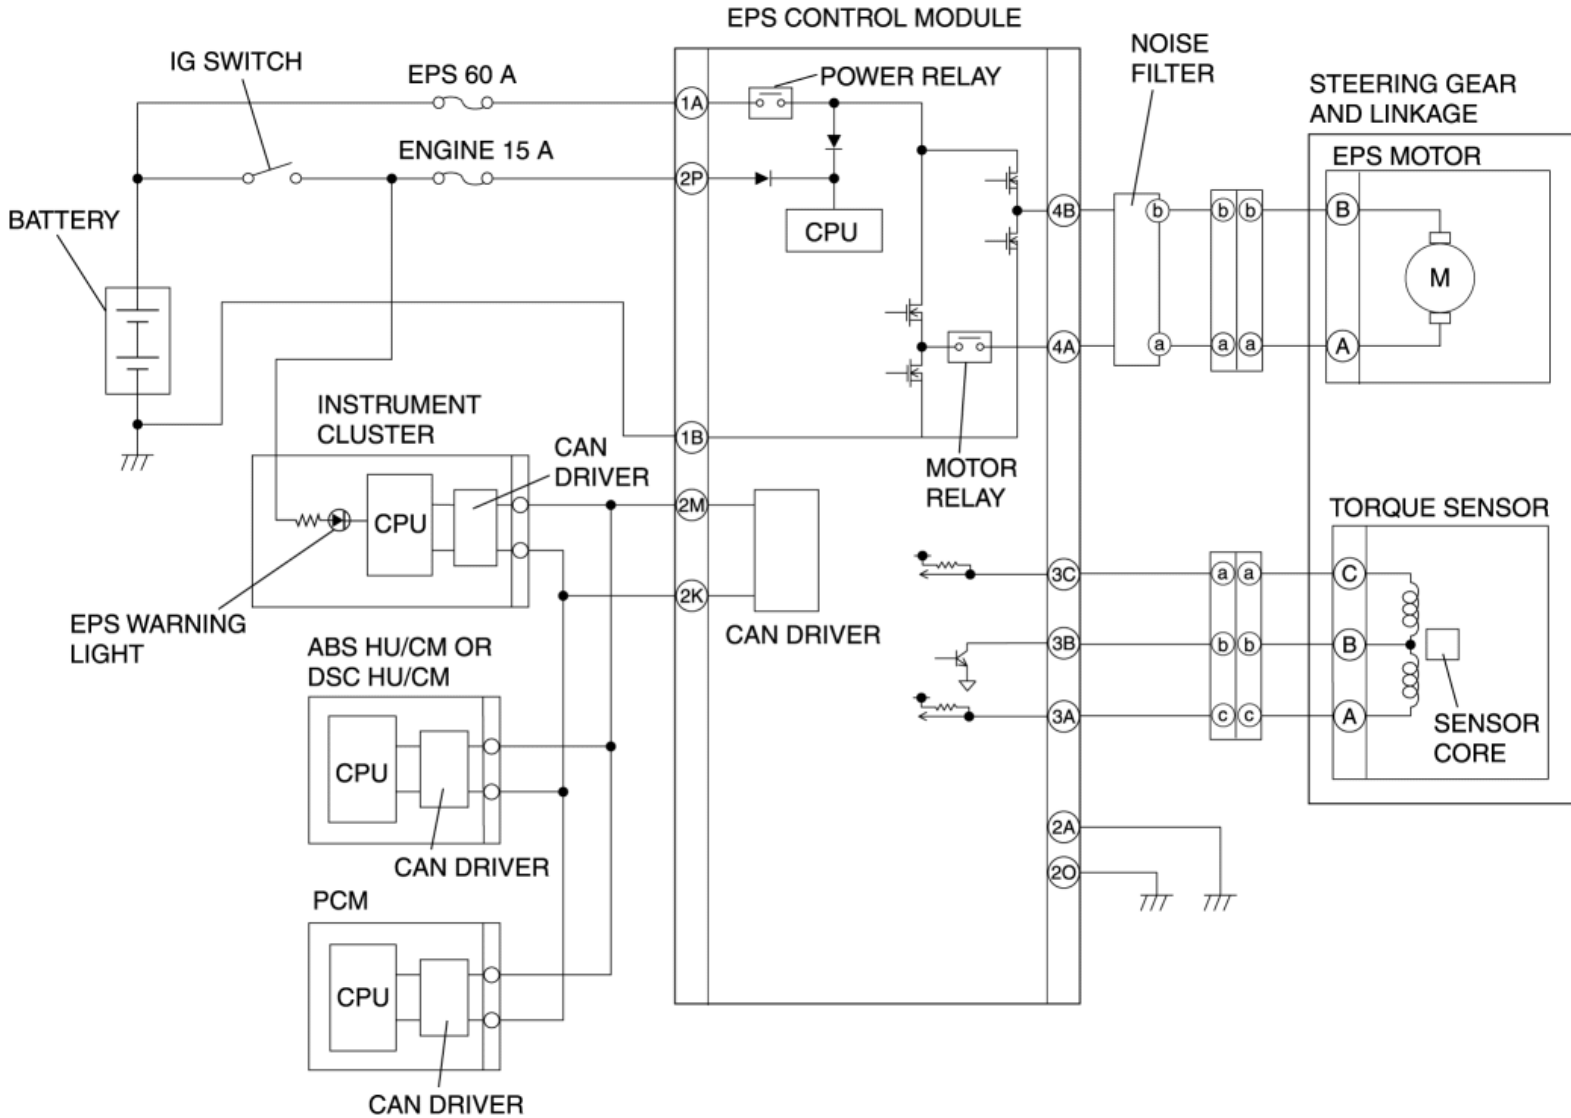 EPS CONTROL MODULE
IG SWITCH
EPS 60 A
1A
POWER RELAY
NOISE
FILTER
STEERING GEAR
AND LINKAGE
ENGINE 15 A
2P
CPU
EPS MOTOR
BATTERY
4B
b
b b
B
M
4A
a
a a
A
INSTRUMENT
CLUSTER
1B
CAN
DRIVER
MOTOR
RELAY
CPU
2M
2K
CAN DRIVER
EPS WARNING
LIGHT
TORQUE SENSOR
3C
a a
C
3B
b b
B
3A
c c
A
SENSOR
CORE
ABS HU/CM OR
DSC HU/CM
CPU
CAN DRIVER
2A
2O
PCM
CPU
CAN DRIVER